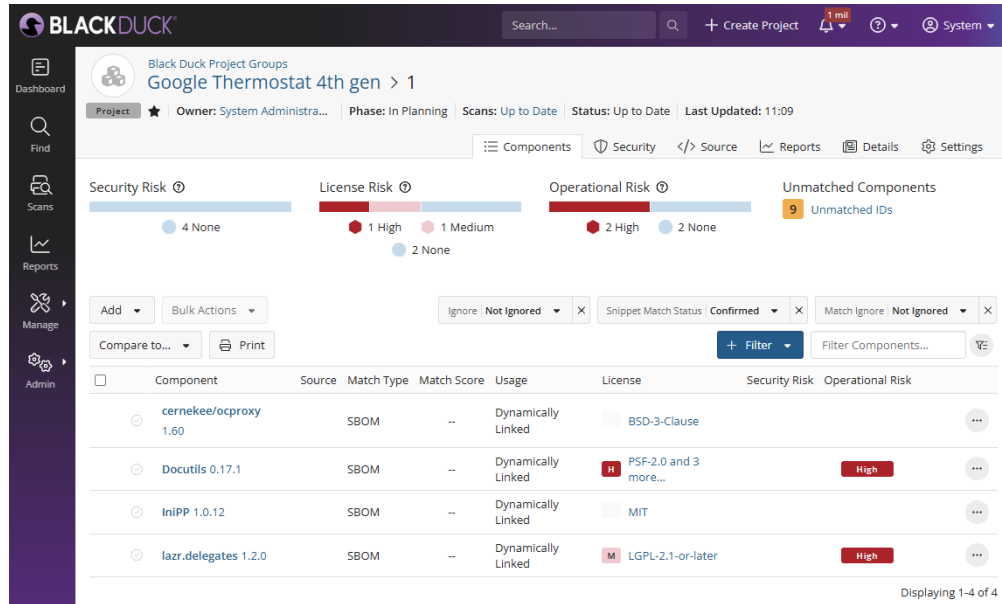 BLACKDUCK®
Search...
+ Create Project
1 mil
System
Dashboard
Find
Scans
Reports
Manage
Admin
Black Duck Project Groups
Google Thermostat 4th gen > 1
Project
Owner: System Administra...
Phase: In Planning
Scans: Up to Date
Status: Up to Date
Last Updated: 11:09
Components
Security
</> Source
Reports
Details
Settings
Security Risk
4 None
License Risk
1 High
1 Medium
2 None
Operational Risk
2 High
2 None
Unmatched Components
9 Unmatched IDs
Add
Bulk Actions
Ignore Not Ignored
Snippet Match Status Confirmed
Match Ignore Not Ignored
Compare to...
Print
+ Filter
Filter Components...
Component Source Match Type Match Score Usage License Security Risk Operational Risk
cernekee/ocproxy
1.60
SBOM
--
Dynamically
Linked
BSD-3-Clause
Docutils 0.17.1
SBOM
--
Dynamically
Linked
H
PSF-2.0 and 3
more...
High
IniPP 1.0.12
SBOM
--
Dynamically
Linked
MIT
lazr.delegates 1.2.0
SBOM
--
Dynamically
Linked
M
LGPL-2.1-or-later
High
Displaying 1-4 of 4